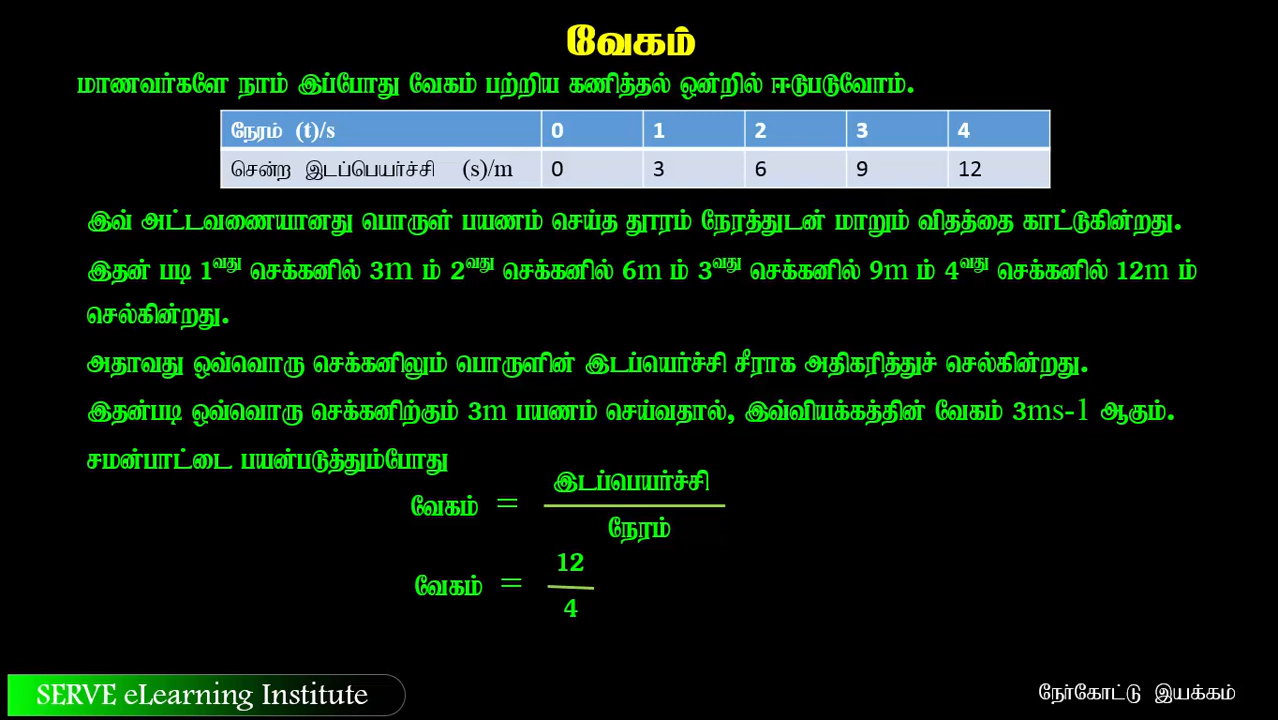 வேகம்
மாணவர்களே நாம் இப்போது வேகம் பற்றிய கணித்தல் ஒன்றில் ஈடுபடுவோம்.
நேரம் (t)/s 0 1 2 3 4
சென்ற இடப்பெயர்ச்சி (s)/m 0 3 6 9 12
இவ் அட்டவணையானது பொருள் பயணம் செய்த தூரம் நேரத்துடன் மாறும் விதத்தை காட்டுகின்றது.
இதன் படி 1வது செக்கனில் 3m ம் 2வது செக்கனில் 6m ம் 3வது செக்கனில் 9m ம் 4வது செக்கனில் 12m ம்
செல்கின்றது.
அதாவது ஒவ்வொரு செக்கனிலும் பொருளின் இடப்யெர்ச்சி சீராக அதிகரித்துச் செல்கின்றது.
இதன்படி ஒவ்வொரு செக்கனிற்கும் 3m பயணம் செய்வதால், இவ்வியக்கத்தின் வேகம் 3ms-1 ஆகும்.
சமன்பாட்டை பயன்படுத்தும்போது
இடப்பெயர்ச்சி
வேகம் =
நேரம்
12
வேகம் =
4
SERVE eLearning Institute
நேர்கோட்டு இயக்கம்